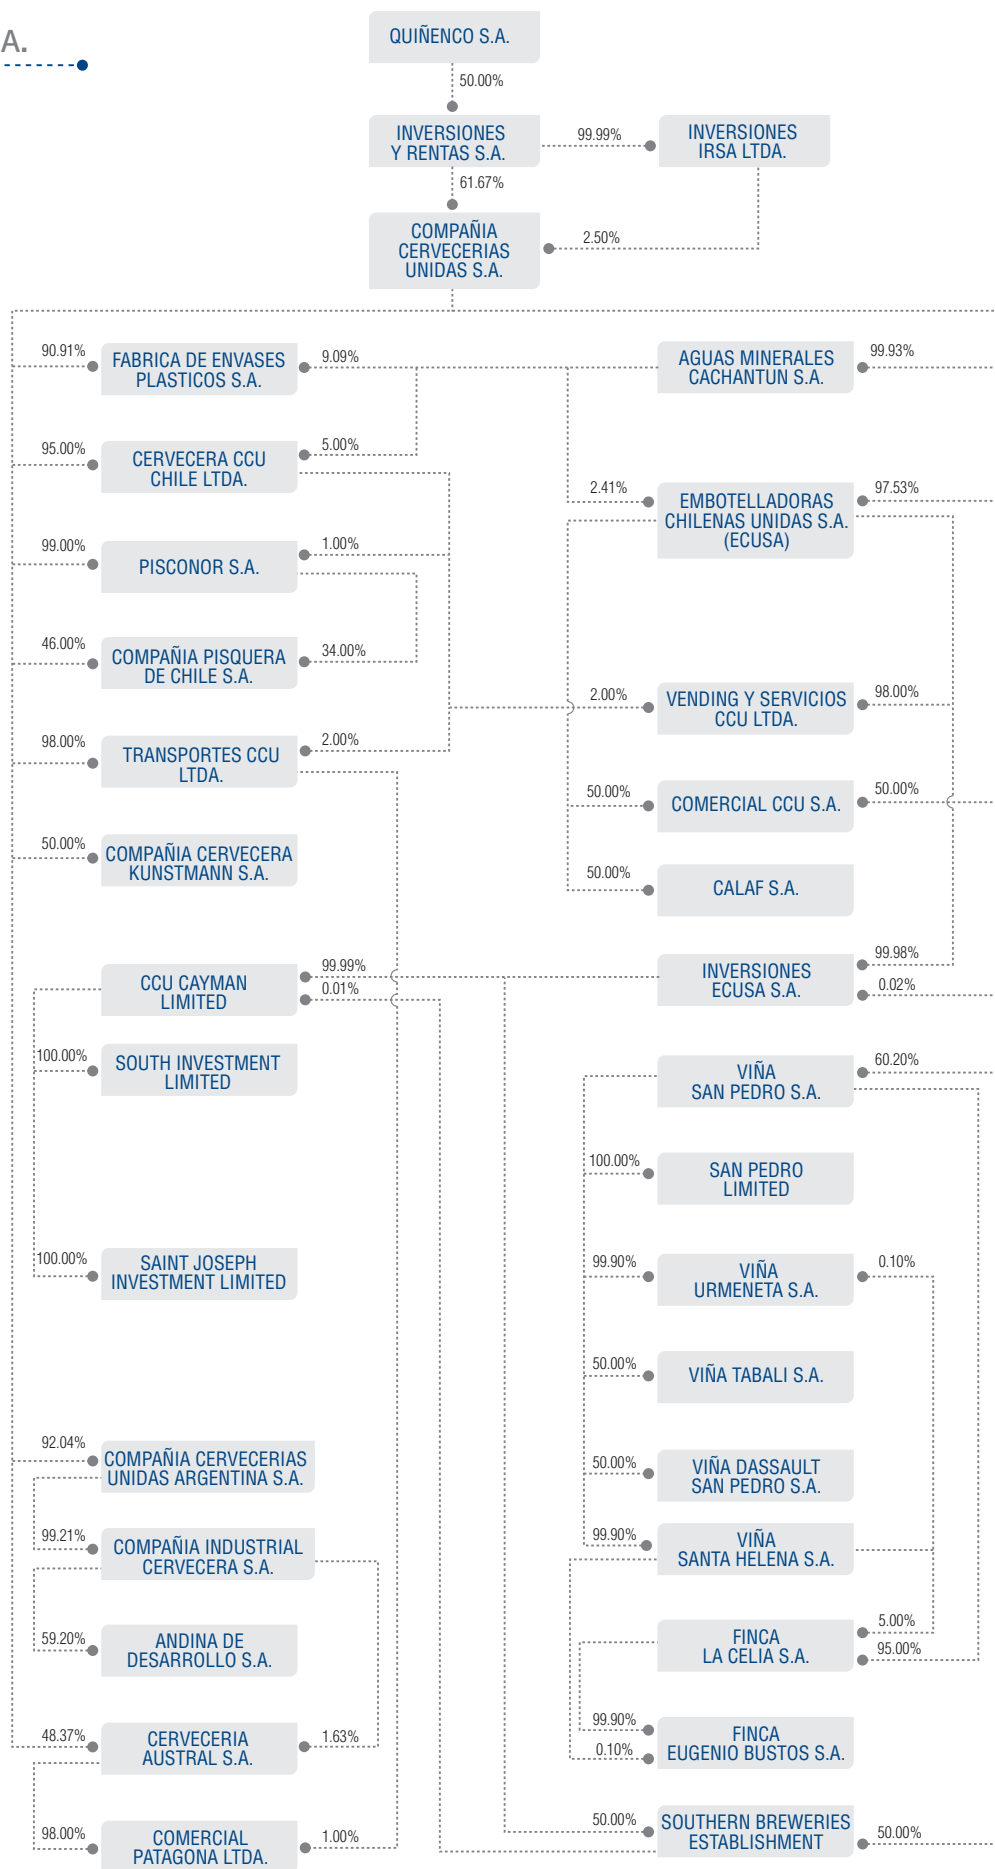 A.
QUIÑENCO S.A.
50.00%
INVERSIONES
Y RENTAS S.A.
99.99%
INVERSIONES
IRSA LTDA.
61.67%
COMPAÑIA
CERVECERIAS
UNIDAS S.A.
2.50%
90.91%
FABRICA DE ENVASES
PLASTICOS S.A.
9.09%
AGUAS MINERALES
CACHANTUN S.A.
99.93%
95.00%
CERVECERA CCU
CHILE LTDA.
5.00%
2.41%
EMBOTELLADORAS
CHILENAS UNIDAS S.A.
(ECUSA)
97.53%
99.00%
PISCONOR S.A.
1.00%
46.00%
COMPAÑIA PISQUERA
DE CHILE S.A.
34.00%
2.00%
VENDING Y SERVICIOS
CCU LTDA.
98.00%
98.00%
TRANSPORTES CCU
LTDA.
2.00%
50.00%
COMERCIAL CCU S.A.
50.00%
50.00%
COMPAÑIA CERVECERA
KUNSTMANN S.A.
50.00%
CALAF S.A.
CCU CAYMAN
LIMITED
99.99%
0.01%
INVERSIONES
ECUSA S.A.
99.98%
0.02%
100.00%
SOUTH INVESTMENT
LIMITED
VIÑA
SAN PEDRO S.A.
60.20%
100.00%
SAN PEDRO
LIMITED
100.00%
SAINT JOSEPH
INVESTMENT LIMITED
99.90%
VIÑA
URMENETA S.A.
0.10%
50.00%
VIÑA TABALI S.A.
92.04%
COMPAÑIA CERVECERIAS
UNIDAS ARGENTINA S.A.
50.00%
VIÑA DASSAULT
SAN PEDRO S.A.
99.21%
COMPAÑIA INDUSTRIAL
CERVECERA S.A.
99.90%
VIÑA
SANTA HELENA S.A.
59.20%
ANDINA DE
DESARROLLO S.A.
FINCA
LA CELIA S.A.
5.00%
95.00%
48.37%
CERVECERIA
AUSTRAL S.A.
1.63%
99.90%
0.10%
FINCA
EUGENIO BUSTOS S.A.
98.00%
COMERCIAL
PATAGONA LTDA.
1.00%
50.00%
SOUTHERN BREWERIES
ESTABLISHMENT
50.00%